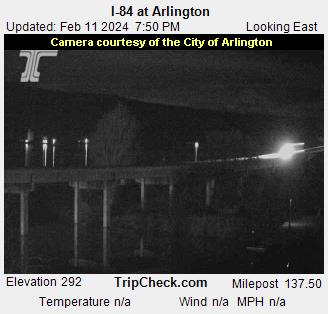 I-84 at Arlington
Updated: Feb 11 2024 7:50 PM Looking East
Camera courtesy of the City of Arlington
Elevation 292 TripCheck.com Milepost 137.50
Temperature n/a Wind n/a MPH n/a